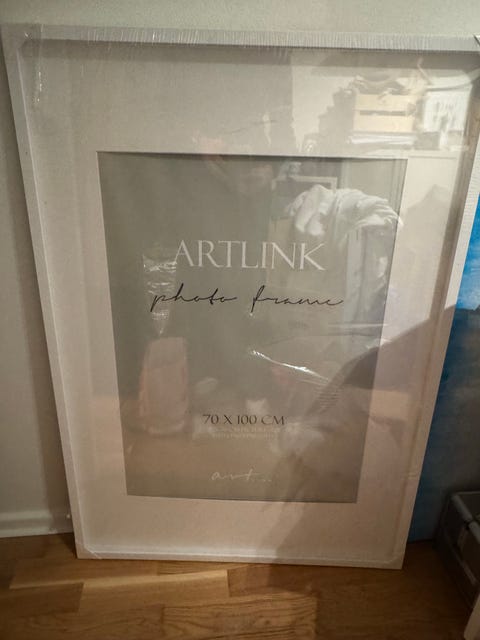 ARTLINK
photo frame
70 X 100 CM
art...